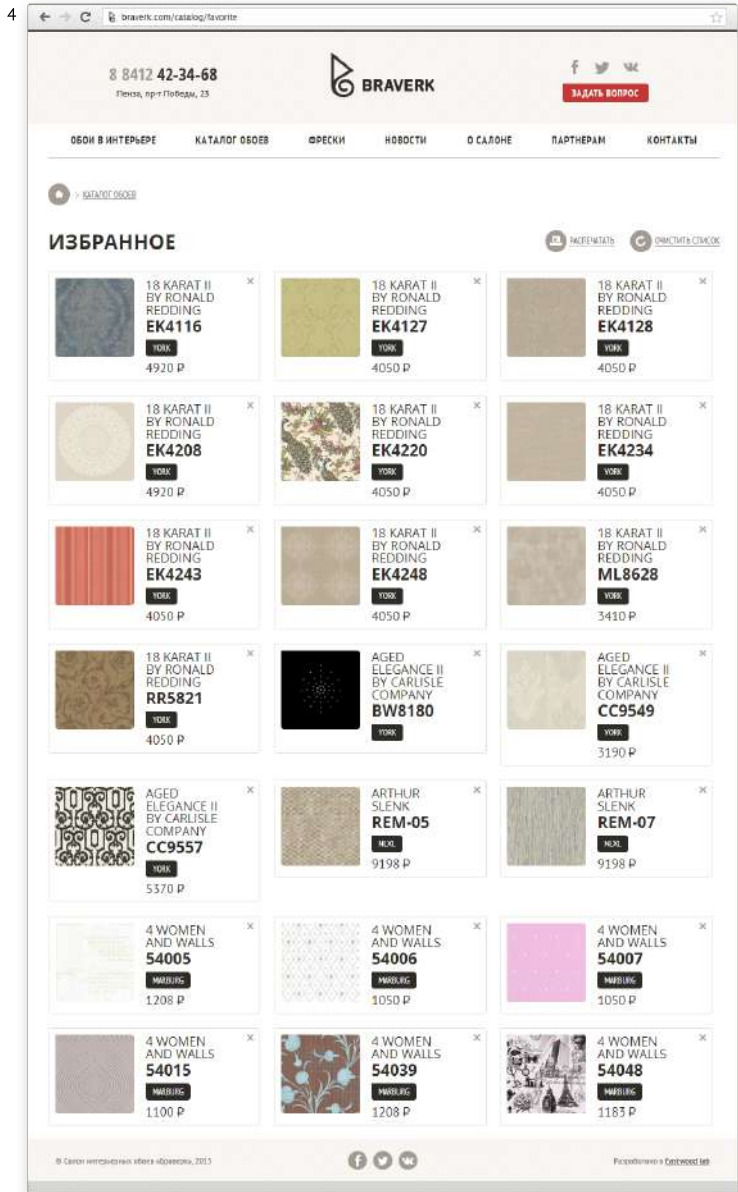 4
braverk.com/catalog/favorite
8 8412 42-34-68
Пенза, пр-т Победы, 23
BRAVERK
ЗАДАТЬ ВОПРОС
ОБОИ В ИНТЕРЬЕРЕ КАТАЛОГ ОБОЕВ ФРЕСКИ НОВОСТИ О САЛОНЕ ПАРТНЕРАМ КОНТАКТЫ
> КАТАЛОГ ОБОЕВ
ИЗБРАННОЕ
РАСПЕЧАТАТЬ
ОЧИСТИТЬ СПИСОК
18 KARAT II
BY RONALD
REDDING
EK4116
YORK
4920 ₽
18 KARAT II
BY RONALD
REDDING
EK4127
YORK
4050 ₽
18 KARAT II
BY RONALD
REDDING
EK4128
YORK
4050 ₽
18 KARAT II
BY RONALD
REDDING
EK4208
YORK
4920 ₽
18 KARAT II
BY RONALD
REDDING
EK4220
YORK
4050 ₽
18 KARAT II
BY RONALD
REDDING
EK4234
YORK
4050 ₽
18 KARAT II
BY RONALD
REDDING
EK4243
YORK
4050 ₽
18 KARAT II
BY RONALD
REDDING
EK4248
YORK
4050 ₽
18 KARAT II
BY RONALD
REDDING
ML8628
YORK
3410 ₽
18 KARAT II
BY RONALD
REDDING
RR5821
YORK
4050 ₽
AGED
ELEGANCE II
BY CARLISLE
COMPANY
BW8180
YORK
AGED
ELEGANCE II
BY CARLISLE
COMPANY
CC9549
YORK
3190 ₽
AGED
ELEGANCE II
BY CARLISLE
COMPANY
CC9557
YORK
5370 ₽
ARTHUR
SLENK
REM-05
NLXL
9198 ₽
ARTHUR
SLENK
REM-07
NLXL
9198 ₽
4 WOMEN
AND WALLS
54005
MARBURG
1208 ₽
4 WOMEN
AND WALLS
54006
MARBURG
1050 ₽
4 WOMEN
AND WALLS
54007
MARBURG
1050 ₽
4 WOMEN
AND WALLS
54015
MARBURG
1100 ₽
4 WOMEN
AND WALLS
54039
MARBURG
1208 ₽
4 WOMEN
AND WALLS
54048
MARBURG
1183 ₽
© Салон интерьерных обоев «Браверк», 2013
Разработано в Eastwood lab